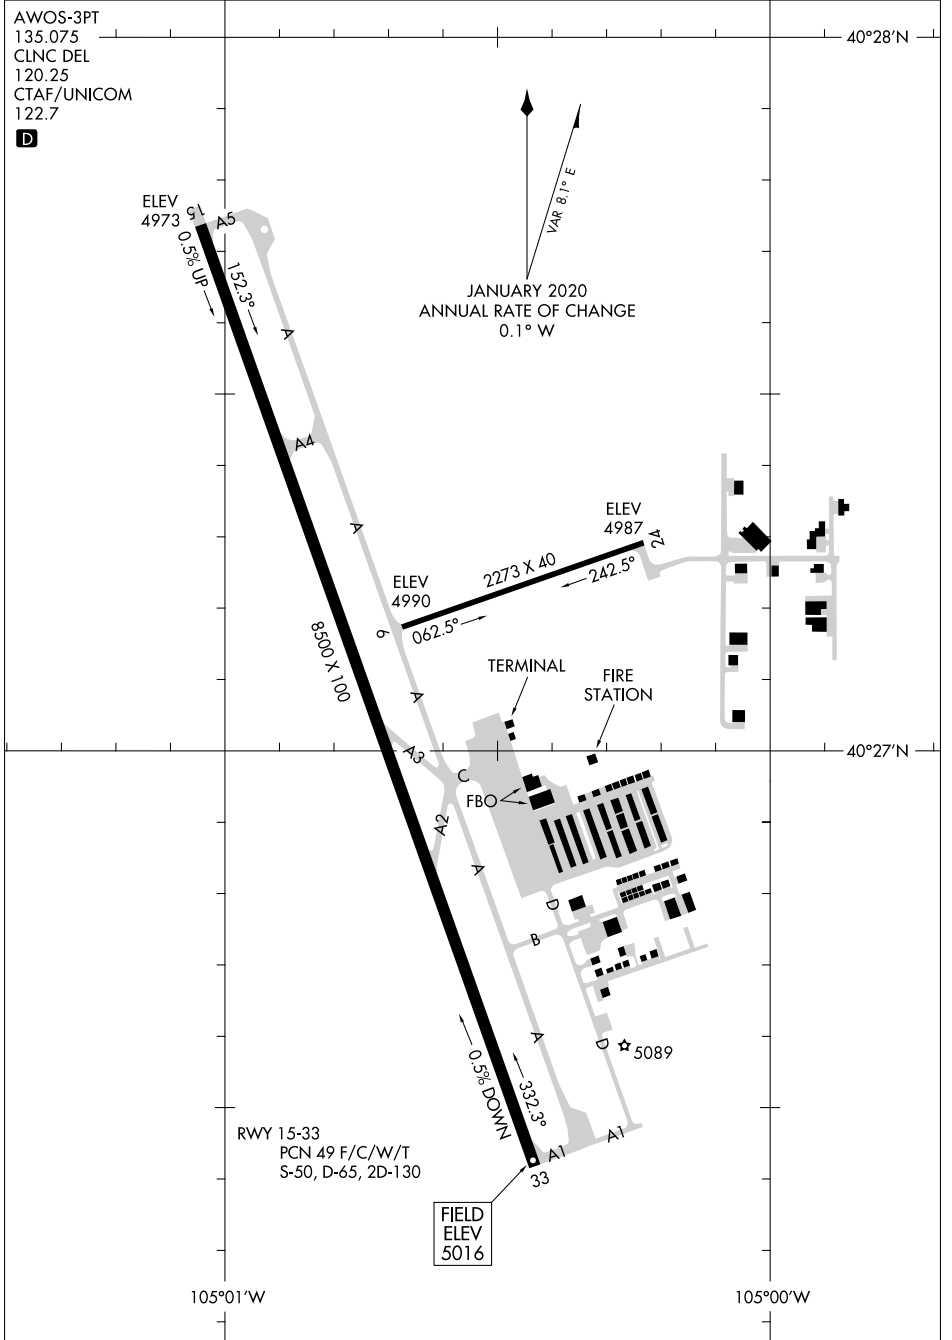 AWOS-3PT
135.075
CLNC DEL
120.25
CTAF/UNICOM
122.7
D
40°28'N
VAR 8.1° E
JANUARY 2020
ANNUAL RATE OF CHANGE
0.1° W
ELEV
4973
15
A5
0.5% UP
152.3°
A
A4
A
ELEV
4987
24
2273 X 40
242.5°
ELEV
4990
062.5°
9
8500 X 100
A
TERMINAL
FIRE
STATION
40°27'N
A3
C
FBO
A2
A
D
B
A
D
5089
0.5% DOWN
332.3°
RWY 15-33
PCN 49 F/C/W/T
S-50, D-65, 2D-130
A1
A1
33
FIELD
ELEV
5016
105°01'W
105°00'W